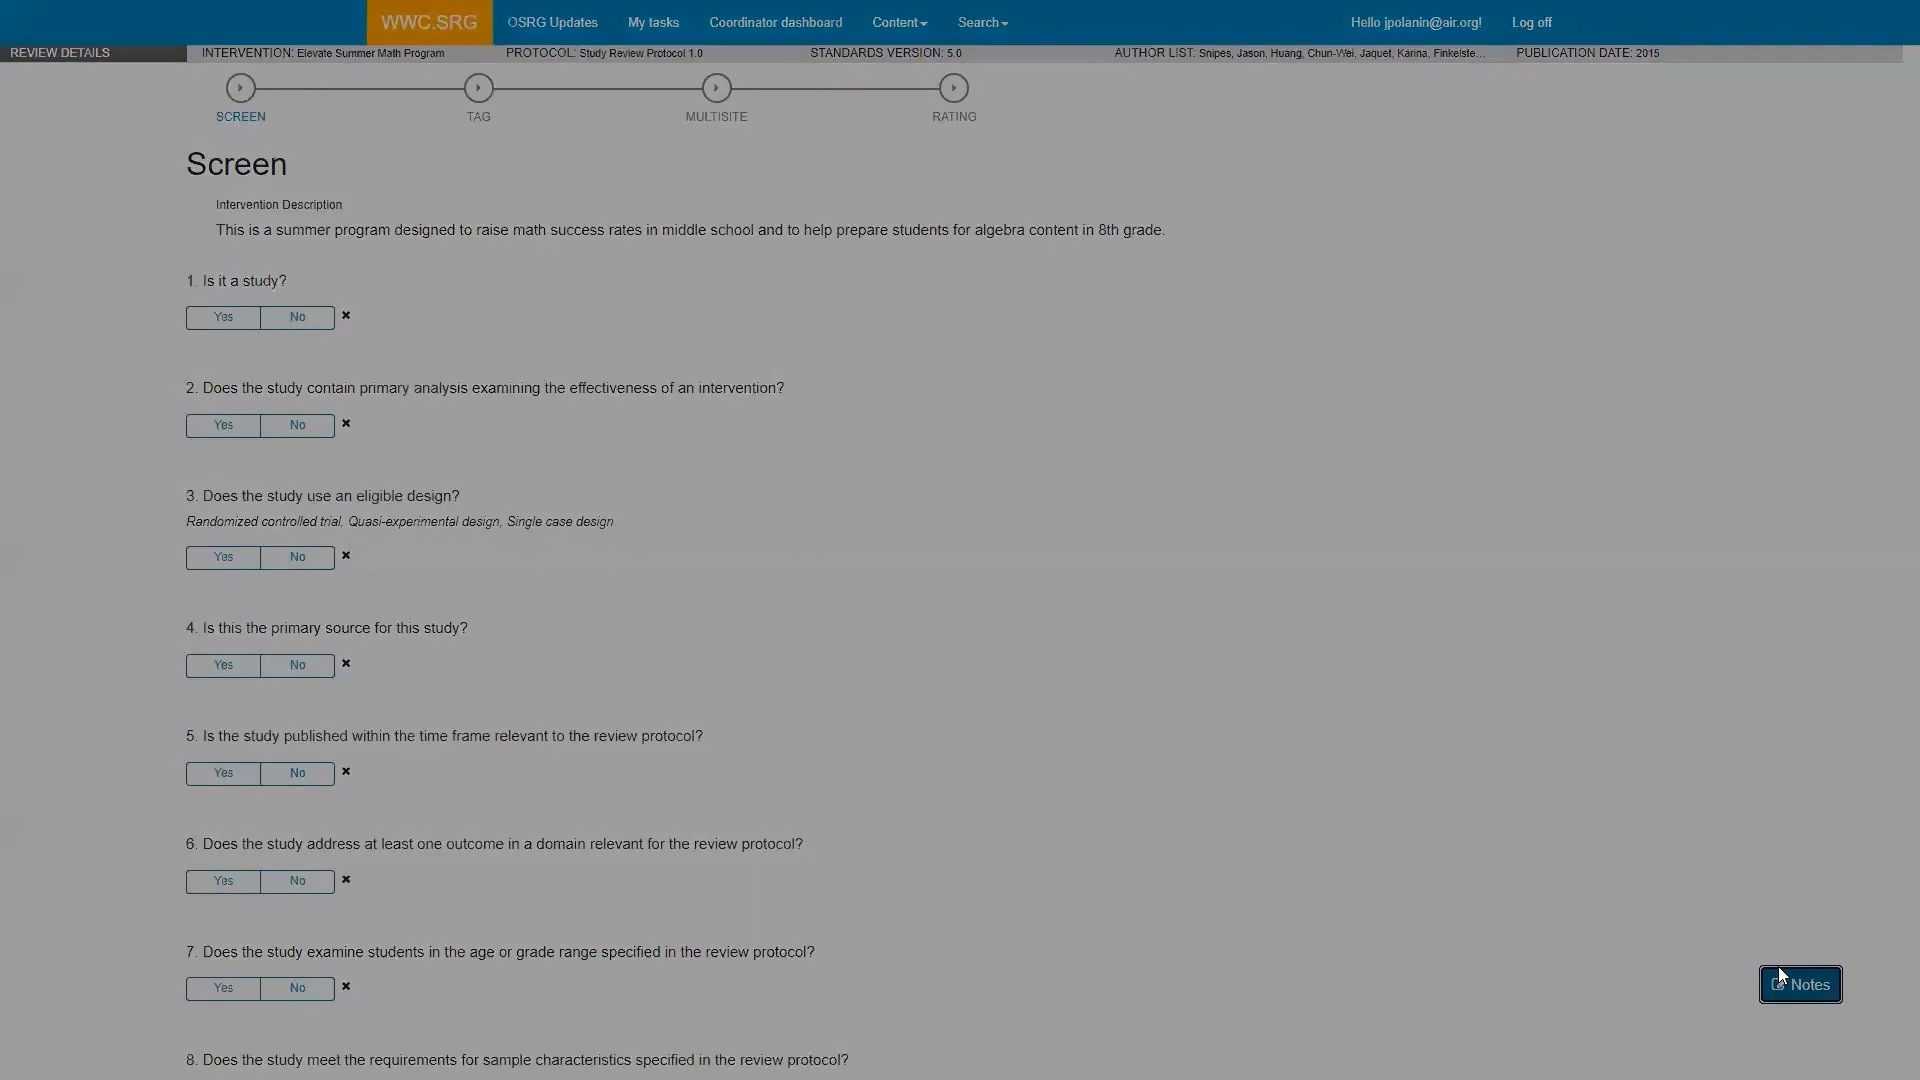 WWC.SRG OSRG Updates My tasks Coordinator dashboard Content Search Hello jpolanin@air.org! Log off
REVIEW DETAILS INTERVENTION: Elevate Summer Math Program PROTOCOL: Study Review Protocol 1.0 STANDARDS VERSION: 5.0 AUTHOR LIST: Snipes, Jason, Huang, Chun-Wei, Jaquet, Karina, Finkelste... PUBLICATION DATE: 2015
SCREEN TAG MULTISITE RATING
Screen
Intervention Description
This is a summer program designed to raise math success rates in middle school and to help prepare students for algebra content in 8th grade.
1. Is it a study?
Yes No
2. Does the study contain primary analysis examining the effectiveness of an intervention?
Yes No
3. Does the study use an eligible design?
Randomized controlled trial, Quasi-experimental design, Single case design
Yes No
4. Is this the primary source for this study?
Yes No
5. Is the study published within the time frame relevant to the review protocol?
Yes No
6. Does the study address at least one outcome in a domain relevant for the review protocol?
Yes No
7. Does the study examine students in the age or grade range specified in the review protocol?
Yes No
Notes
8. Does the study meet the requirements for sample characteristics specified in the review protocol?